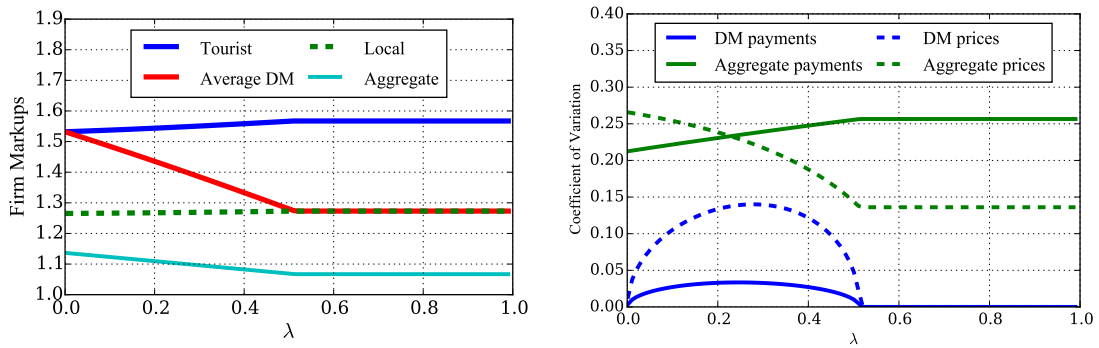 1.9
1.8
1.7
1.6
1.5
1.4
1.3
1.2
1.1
1.0
Firm Markups
Tourist
Local
Average DM
Aggregate
0.0 0.2 0.4 0.6 0.8 1.0
λ
0.40
0.35
0.30
0.25
0.20
0.15
0.10
0.05
0.00
Coefficient of Variation
DM payments
DM prices
Aggregate payments
Aggregate prices
0.0 0.2 0.4 0.6 0.8 1.0
λ